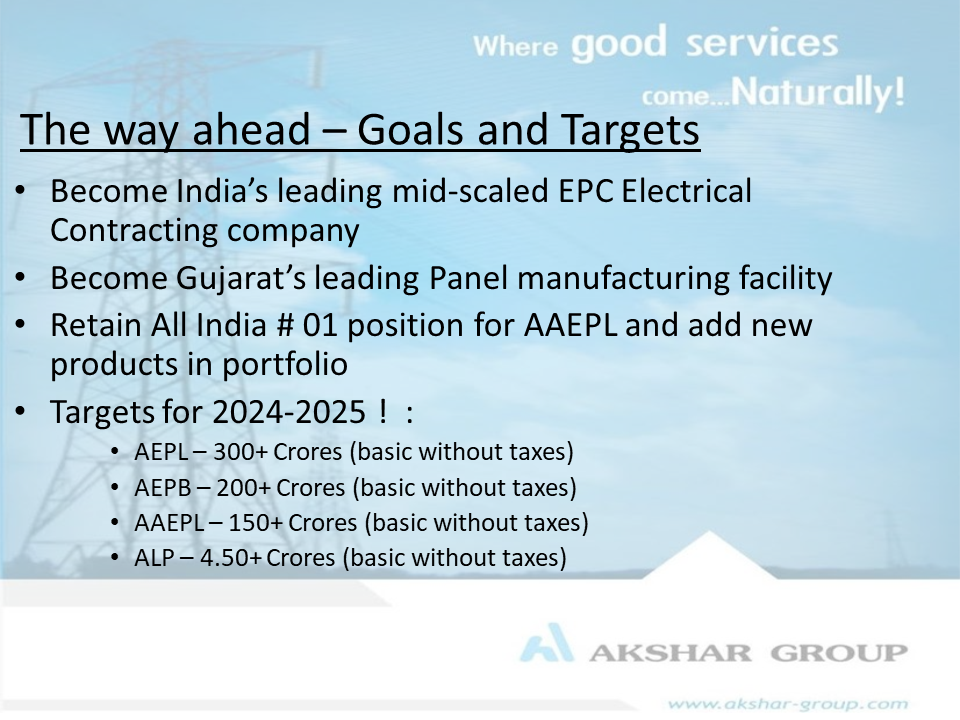 Where good services
come...Naturally!
The way ahead – Goals and Targets
• Become India’s leading mid-scaled EPC Electrical
Contracting company
• Become Gujarat’s leading Panel manufacturing facility
• Retain All India # 01 position for AAEPL and add new
products in portfolio
• Targets for 2024-2025 ! :
• AEPL – 300+ Crores (basic without taxes)
• AEPB – 200+ Crores (basic without taxes)
• AAEPL – 150+ Crores (basic without taxes)
• ALP – 4.50+ Crores (basic without taxes)
AKSHAR GROUP
www.akshar-group.com